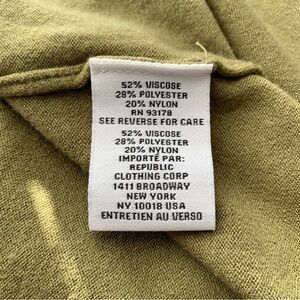 52% VISCOSE
28% POLYESTER
20% NYLON
RN 93178
SEE REVERSE FOR CARE
52% VISCOSE
28% POLYESTER
20% NYLON
IMPORTÉ PAR:
REPUBLIC
CLOTHING CORP
1411 BROADWAY
NEW YORK
NY 10018 USA
ENTRETIEN AU VERSO